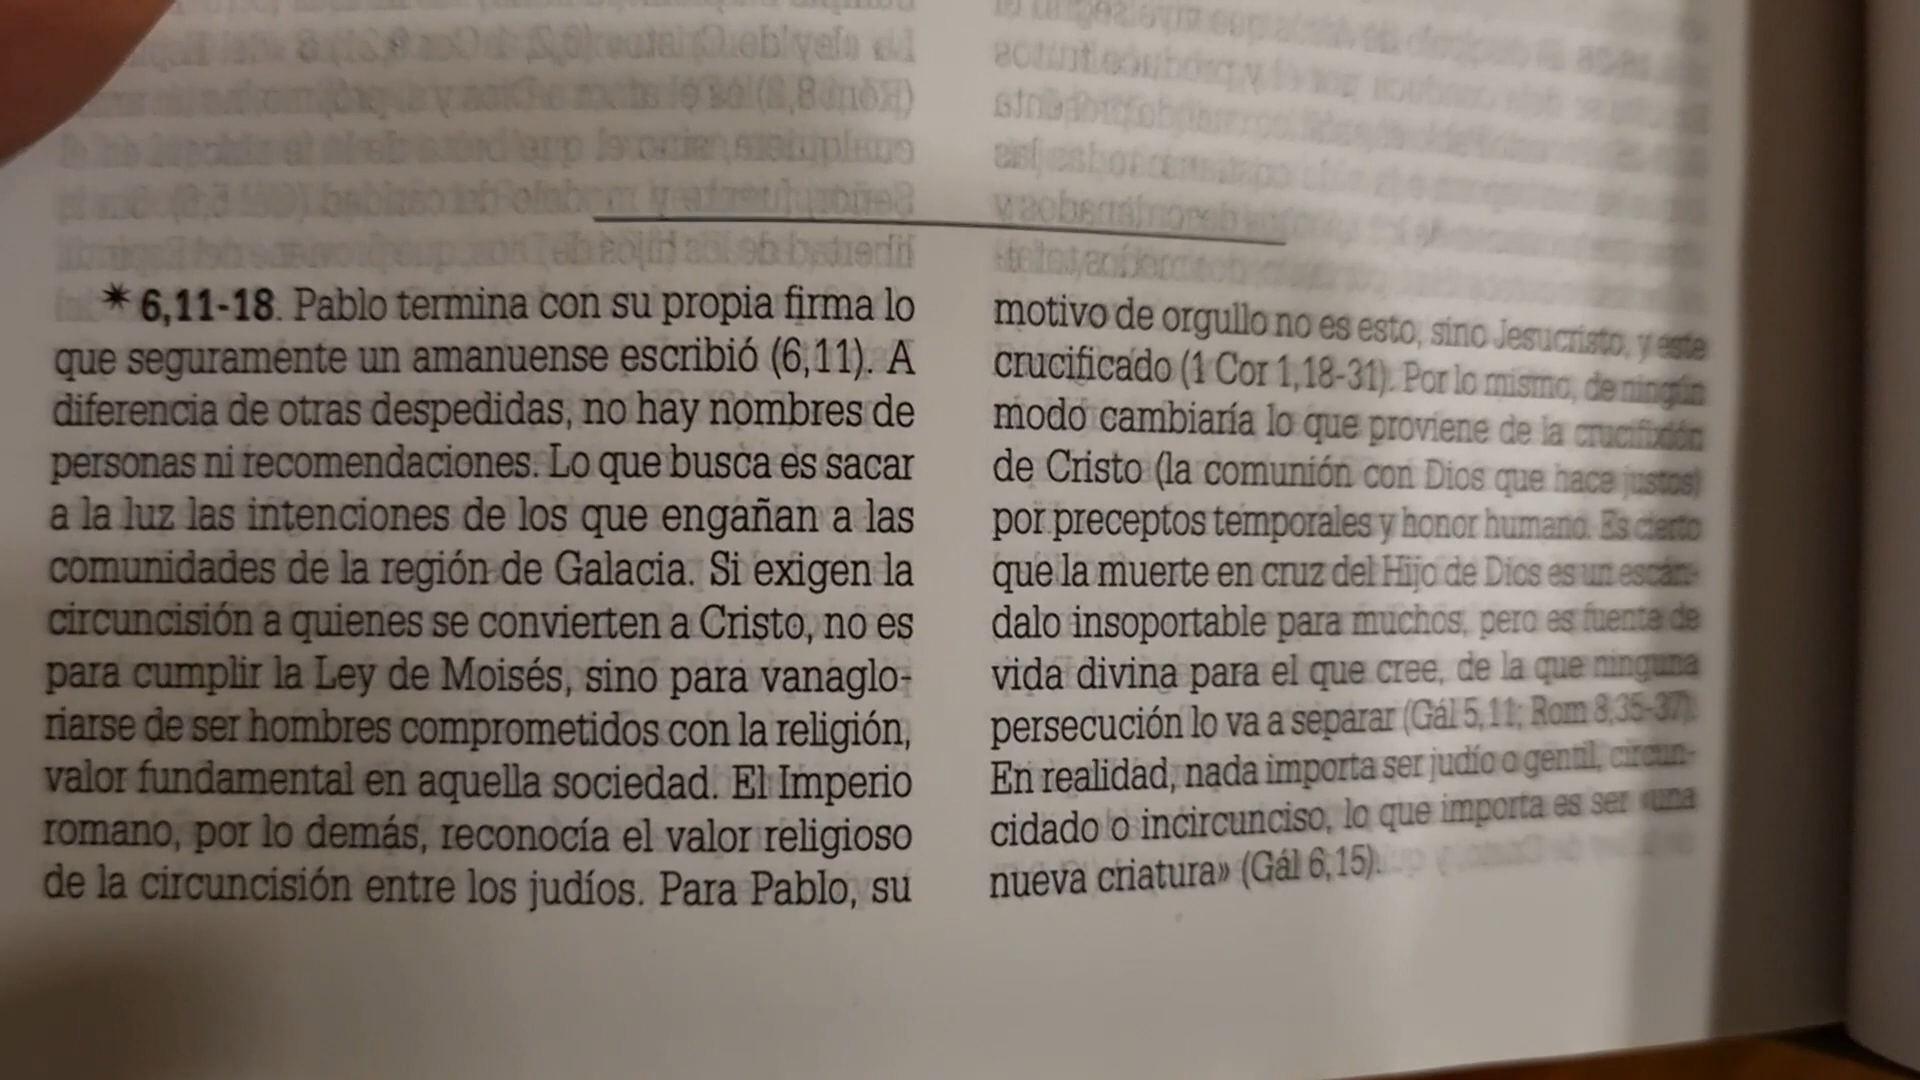 * 6,11-18. Pablo termina con su propia firma lo
que seguramente un amanuense escribió (6,11). A
diferencia de otras despedidas, no hay nombres de
personas ni recomendaciones. Lo que busca es sacar
a la luz las intenciones de los que engañan a las
comunidades de la región de Galacia. Si exigen la
circuncisión a quienes se convierten a Cristo, no es
para cumplir la Ley de Moisés, sino para vanaglo-
riarse de ser hombres comprometidos con la religión,
valor fundamental en aquella sociedad. El Imperio
romano, por lo demás, reconocía el valor religioso
de la circuncisión entre los judíos. Para Pablo, su
motivo de orgullo no es esto, sino Jesucristo, y este
crucificado (1 Cor 1,18-31). Por lo mismo, de ningún
modo cambiaría lo que proviene de la crucifixión
de Cristo (la comunión con Dios que hace justos)
por preceptos temporales y honor humano. Es cierto
que la muerte en cruz del Hijo de Dios es un escán-
dalo insoportable para muchos, pero es fuente de
vida divina para el que cree, de la que ninguna
persecución lo va a separar (Gál 5,11; Rom 8,35-37).
En realidad, nada importa ser judío o gentil, circun-
cidado o incircunciso, lo que importa es ser «una
nueva criatura» (Gál 6,15).